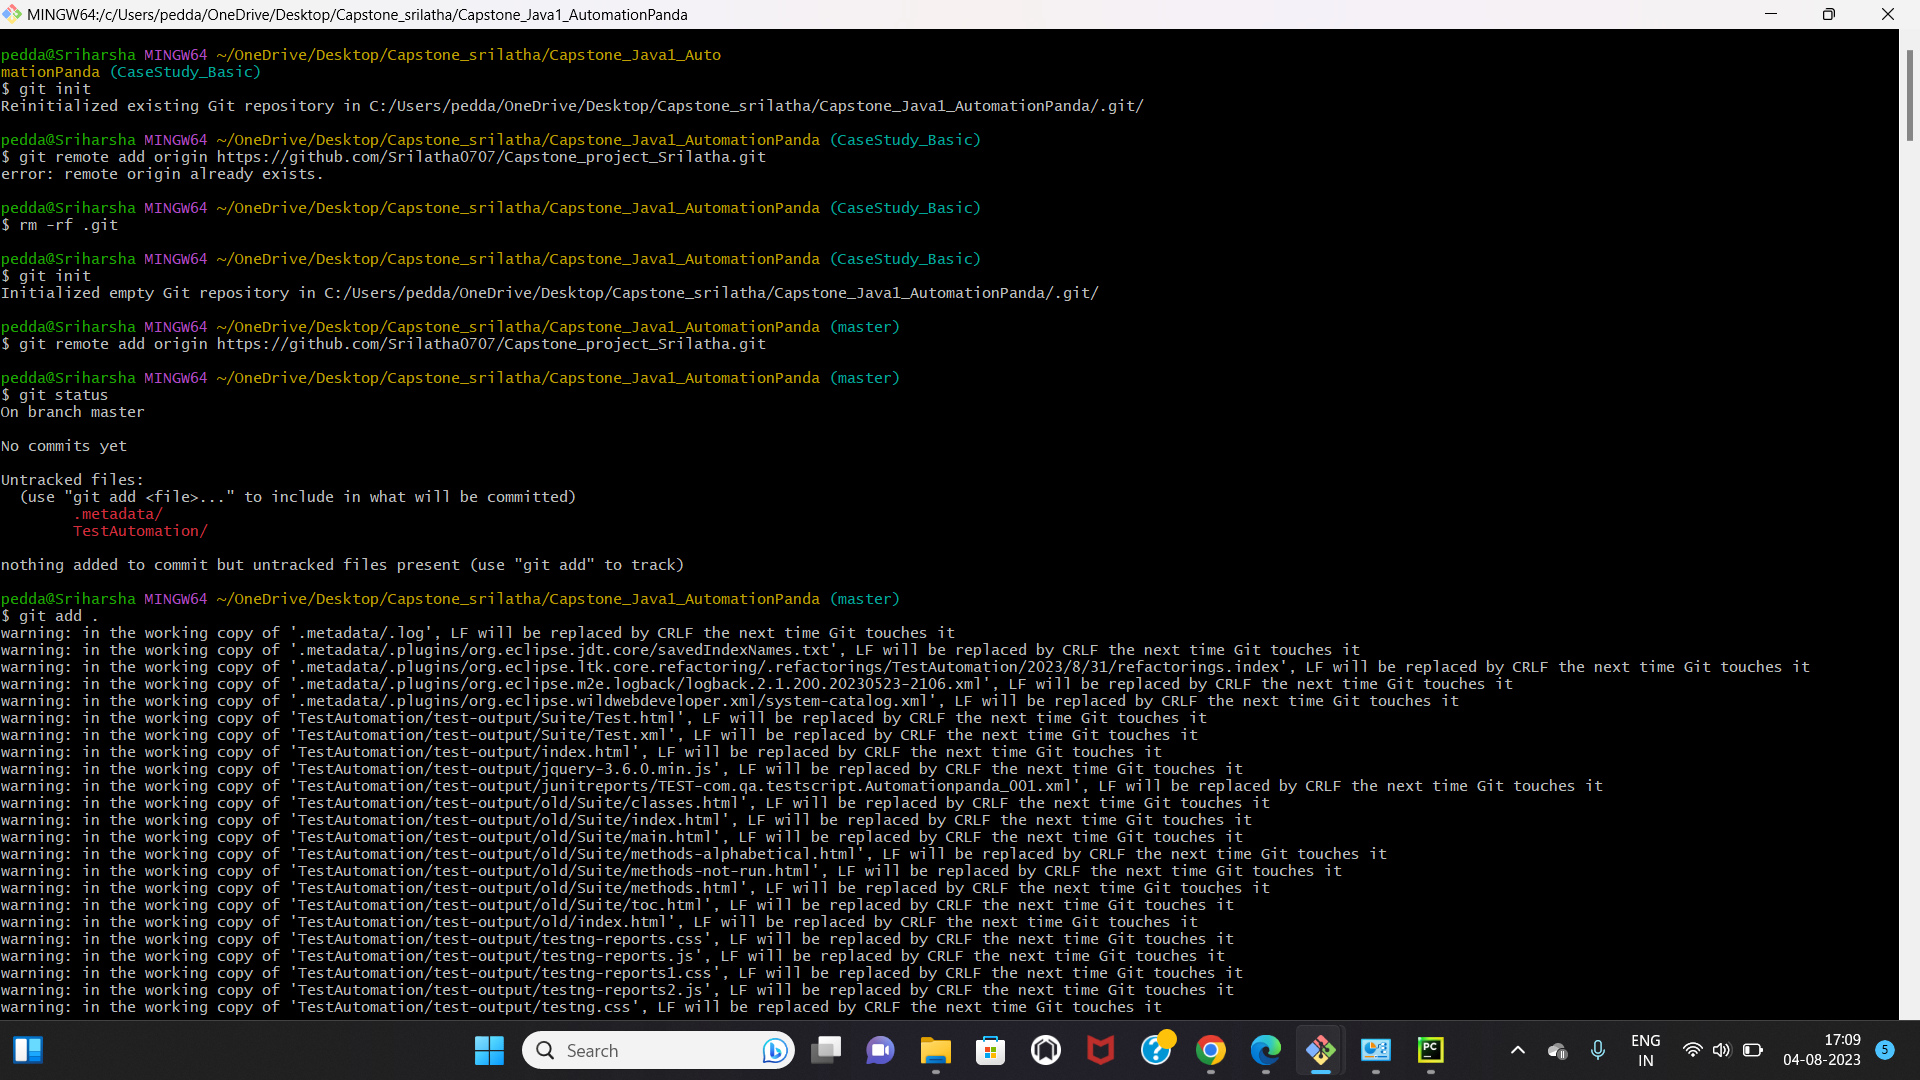 MINGW64:/c/Users/pedda/OneDrive/Desktop/Capstone_srilatha/Capstone_Java1_AutomationPanda
pedda@Sriharsha MINGW64 ~/OneDrive/Desktop/Capstone_srilatha/Capstone_Java1_Auto
mationPanda (CaseStudy_Basic)
$ git init
Reinitialized existing Git repository in C:/Users/pedda/OneDrive/Desktop/Capstone_srilatha/Capstone_Java1_AutomationPanda/.git/
pedda@Sriharsha MINGW64 ~/OneDrive/Desktop/Capstone_srilatha/Capstone_Java1_AutomationPanda (CaseStudy_Basic)
$ git remote add origin https://github.com/Srilatha0707/Capstone_project_Srilatha.git
error: remote origin already exists.
pedda@Sriharsha MINGW64 ~/OneDrive/Desktop/Capstone_srilatha/Capstone_Java1_AutomationPanda (CaseStudy_Basic)
$ rm -rf .git
pedda@Sriharsha MINGW64 ~/OneDrive/Desktop/Capstone_srilatha/Capstone_Java1_AutomationPanda (CaseStudy_Basic)
$ git init
Initialized empty Git repository in C:/Users/pedda/OneDrive/Desktop/Capstone_srilatha/Capstone_Java1_AutomationPanda/.git/
pedda@Sriharsha MINGW64 ~/OneDrive/Desktop/Capstone_srilatha/Capstone_Java1_AutomationPanda (master)
$ git remote add origin https://github.com/Srilatha0707/Capstone_project_Srilatha.git
pedda@Sriharsha MINGW64 ~/OneDrive/Desktop/Capstone_srilatha/Capstone_Java1_AutomationPanda (master)
$ git status
On branch master
No commits yet
Untracked files:
(use "git add <file>..." to include in what will be committed)
.metadata/
TestAutomation/
nothing added to commit but untracked files present (use "git add" to track)
pedda@Sriharsha MINGW64 ~/OneDrive/Desktop/Capstone_srilatha/Capstone_Java1_AutomationPanda (master)
$ git add .
warning: in the working copy of '.metadata/.log', LF will be replaced by CRLF the next time Git touches it
warning: in the working copy of '.metadata/.plugins/org.eclipse.jdt.core/savedIndexNames.txt', LF will be replaced by CRLF the next time Git touches it
warning: in the working copy of '.metadata/.plugins/org.eclipse.ltk.core.refactoring/.refactorings/TestAutomation/2023/8/31/refactorings.index', LF will be replaced by CRLF the next time Git touches it
warning: in the working copy of '.metadata/.plugins/org.eclipse.m2e.logback/logback.2.1.200.20230523-2106.xml', LF will be replaced by CRLF the next time Git touches it
warning: in the working copy of '.metadata/.plugins/org.eclipse.wildwebdeveloper.xml/system-catalog.xml', LF will be replaced by CRLF the next time Git touches it
warning: in the working copy of 'TestAutomation/test-output/Suite/Test.html', LF will be replaced by CRLF the next time Git touches it
warning: in the working copy of 'TestAutomation/test-output/Suite/Test.xml', LF will be replaced by CRLF the next time Git touches it
warning: in the working copy of 'TestAutomation/test-output/index.html', LF will be replaced by CRLF the next time Git touches it
warning: in the working copy of 'TestAutomation/test-output/jquery-3.6.0.min.js', LF will be replaced by CRLF the next time Git touches it
warning: in the working copy of 'TestAutomation/test-output/junitreports/TEST-com.qa.testscript.Automationpanda_001.xml', LF will be replaced by CRLF the next time Git touches it
warning: in the working copy of 'TestAutomation/test-output/old/Suite/classes.html', LF will be replaced by CRLF the next time Git touches it
warning: in the working copy of 'TestAutomation/test-output/old/Suite/index.html', LF will be replaced by CRLF the next time Git touches it
warning: in the working copy of 'TestAutomation/test-output/old/Suite/main.html', LF will be replaced by CRLF the next time Git touches it
warning: in the working copy of 'TestAutomation/test-output/old/Suite/methods-alphabetical.html', LF will be replaced by CRLF the next time Git touches it
warning: in the working copy of 'TestAutomation/test-output/old/Suite/methods-not-run.html', LF will be replaced by CRLF the next time Git touches it
warning: in the working copy of 'TestAutomation/test-output/old/Suite/methods.html', LF will be replaced by CRLF the next time Git touches it
warning: in the working copy of 'TestAutomation/test-output/old/Suite/toc.html', LF will be replaced by CRLF the next time Git touches it
warning: in the working copy of 'TestAutomation/test-output/old/index.html', LF will be replaced by CRLF the next time Git touches it
warning: in the working copy of 'TestAutomation/test-output/testng-reports.css', LF will be replaced by CRLF the next time Git touches it
warning: in the working copy of 'TestAutomation/test-output/testng-reports.js', LF will be replaced by CRLF the next time Git touches it
warning: in the working copy of 'TestAutomation/test-output/testng-reports1.css', LF will be replaced by CRLF the next time Git touches it
warning: in the working copy of 'TestAutomation/test-output/testng-reports2.js', LF will be replaced by CRLF the next time Git touches it
warning: in the working copy of 'TestAutomation/test-output/testng.css', LF will be replaced by CRLF the next time Git touches it
Search
PC
ENG
IN
17:09
04-08-2023
5